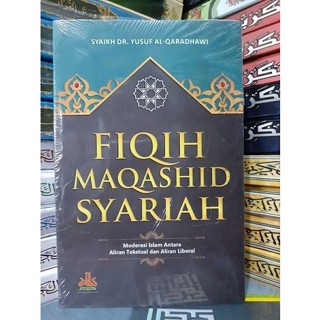 SYAIKH DR. YUSUF AL-QARADHAWI
FIQIH
MAQASHID
SYARIAH
Moderasi Islam Antara
Aliran Tekstual dan Aliran Liberal